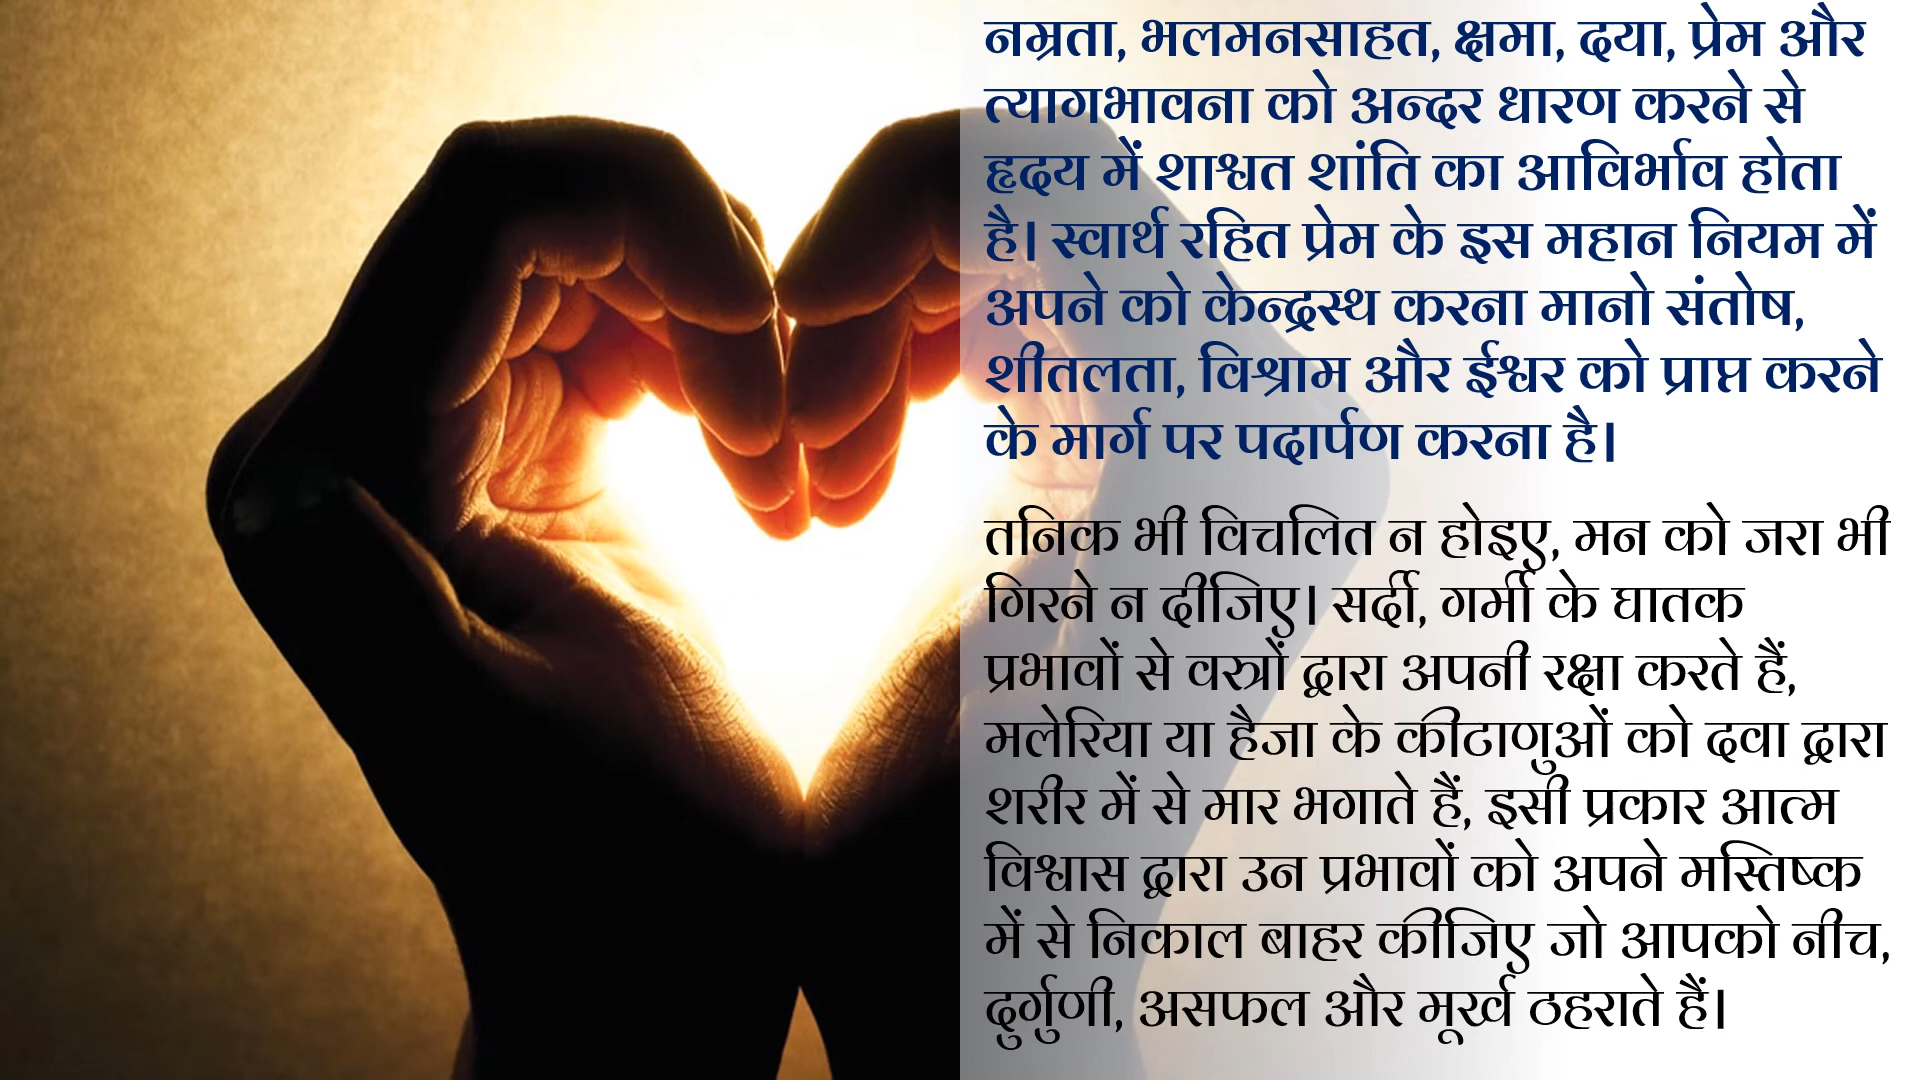 नम्रता, भलमनसाहत, क्षमा, दया, प्रेम और
त्यागभावना को अन्दर धारण करने से
हृदय में शाश्वत शांति का आविर्भाव होता
है। स्वार्थ रहित प्रेम के इस महान नियम में
अपने को केन्द्रस्थ करना मानो संतोष,
शीतलता, विश्राम और ईश्वर को प्राप्त करने
के मार्ग पर पदार्पण करना है।
तनिक भी विचलित न होइए, मन को जरा भी
गिरने न दीजिए। सर्दी, गर्मी के घातक
प्रभावों से वस्त्रों द्वारा अपनी रक्षा करते हैं,
मलेरिया या हैजा के कीटाणुओं को दवा द्वारा
शरीर में से मार भगाते हैं, इसी प्रकार आत्म
विश्वास द्वारा उन प्रभावों को अपने मस्तिष्क
में से निकाल बाहर कीजिए जो आपको नीच,
दुर्गुणी, असफल और मूर्ख ठहराते हैं।